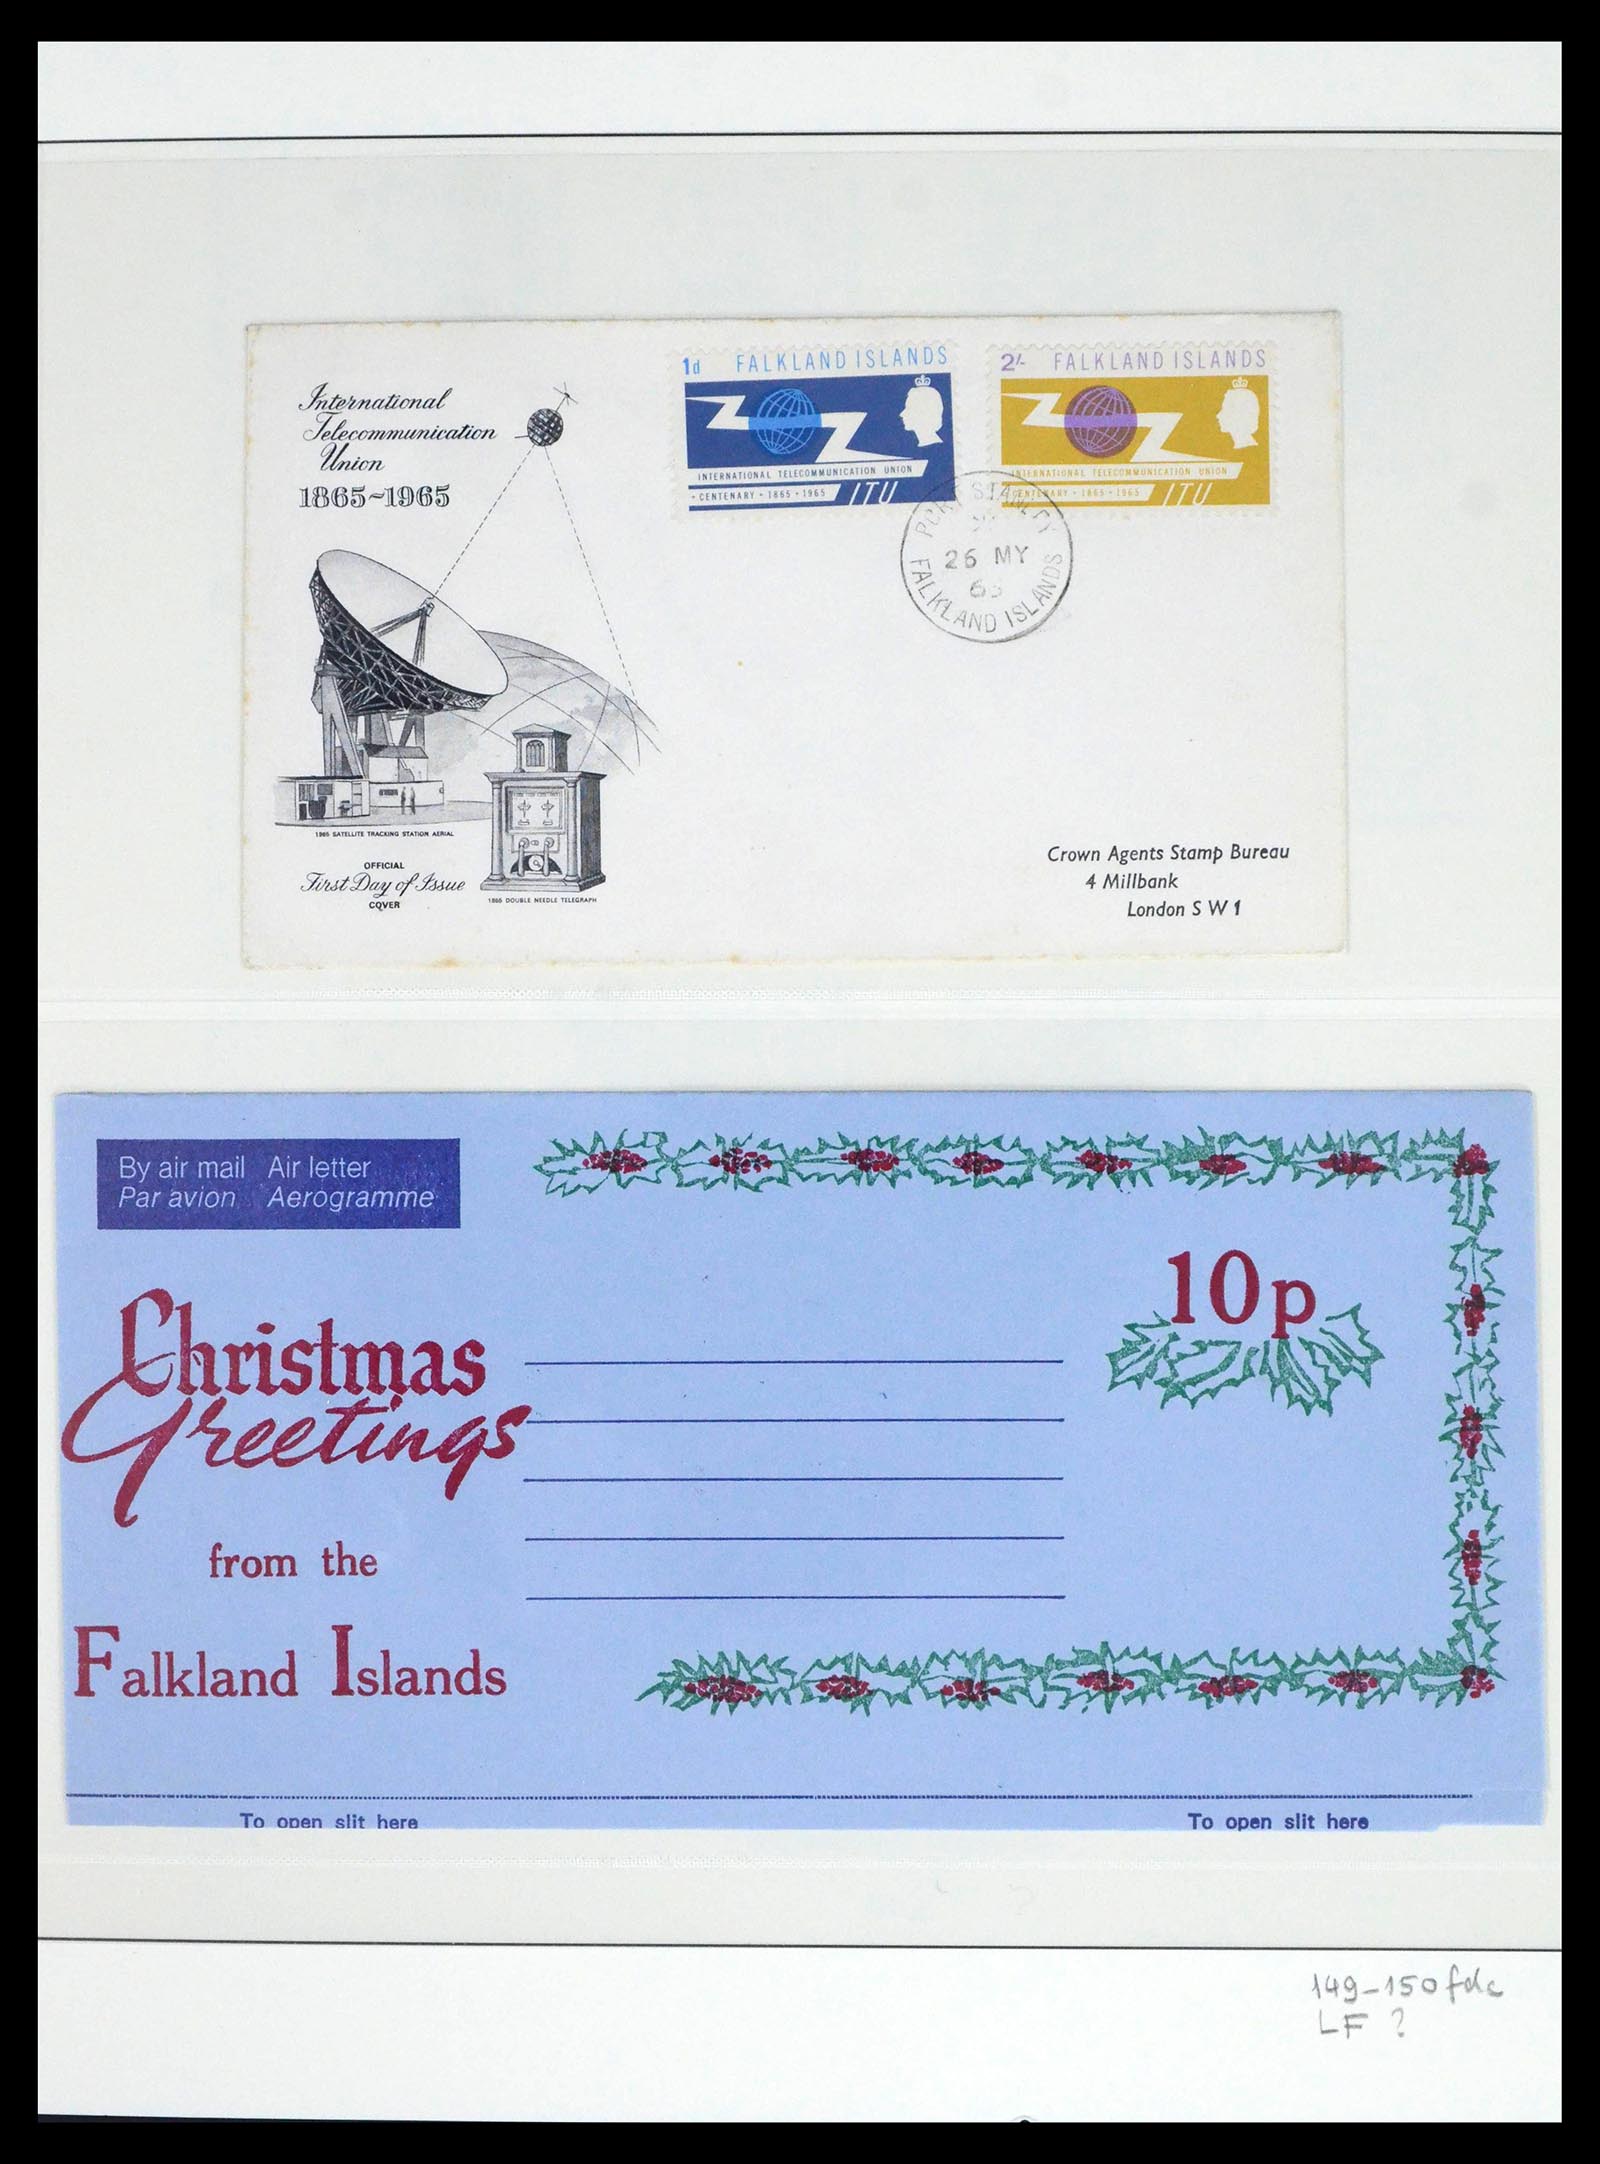 International
Telecommunication
Union
1865~1965
1d FALKLAND ISLANDS
INTERNATIONAL TELECOMMUNICATION UNION
• CENTENARY • 1865 • 1965 ITU
2/- FALKLAND ISLANDS
INTERNATIONAL TELECOMMUNICATION UNION
CENTENARY • 1865 • 1965 ITU
PORT STANLEY
26 MY
FALKLAND ISLANDS
1965 SATELLITE TRACKING STATION AERIAL
OFFICIAL
First Day of Issue
COVER
1865 DOUBLE NEEDLE TELEGRAPH
Crown Agents Stamp Bureau
4 Millbank
London S W 1
By air mail Air letter
Par avion Aerogramme
10p
Christmas
Greetings
from the
Falkland Islands
To open slit here To open slit here
149-150 fdc
LF ?